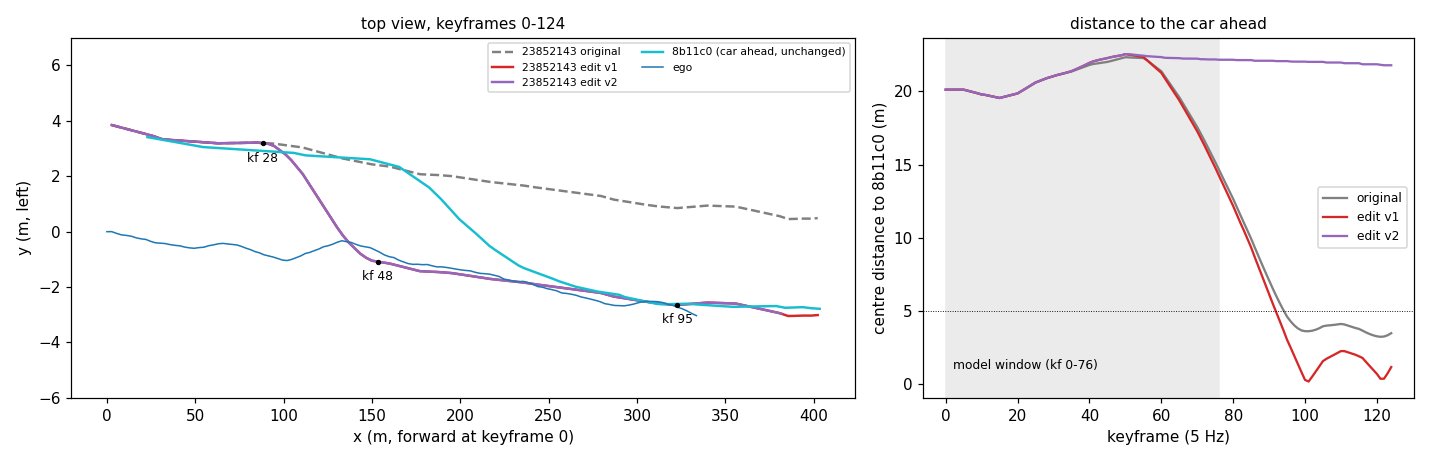 top view, keyframes 0-124
23852143 original
23852143 edit v1
23852143 edit v2
8b11c0 (car ahead, unchanged)
ego
kf 28
kf 48
kf 95
6
4
2
0
−2
−4
−6
y (m, left)
0
50
100
150
200
250
300
350
400
x (m, forward at keyframe 0)
distance to the car ahead
original
edit v1
edit v2
model window (kf 0-76)
20
15
10
5
0
centre distance to 8b11c0 (m)
0
20
40
60
80
100
120
keyframe (5 Hz)